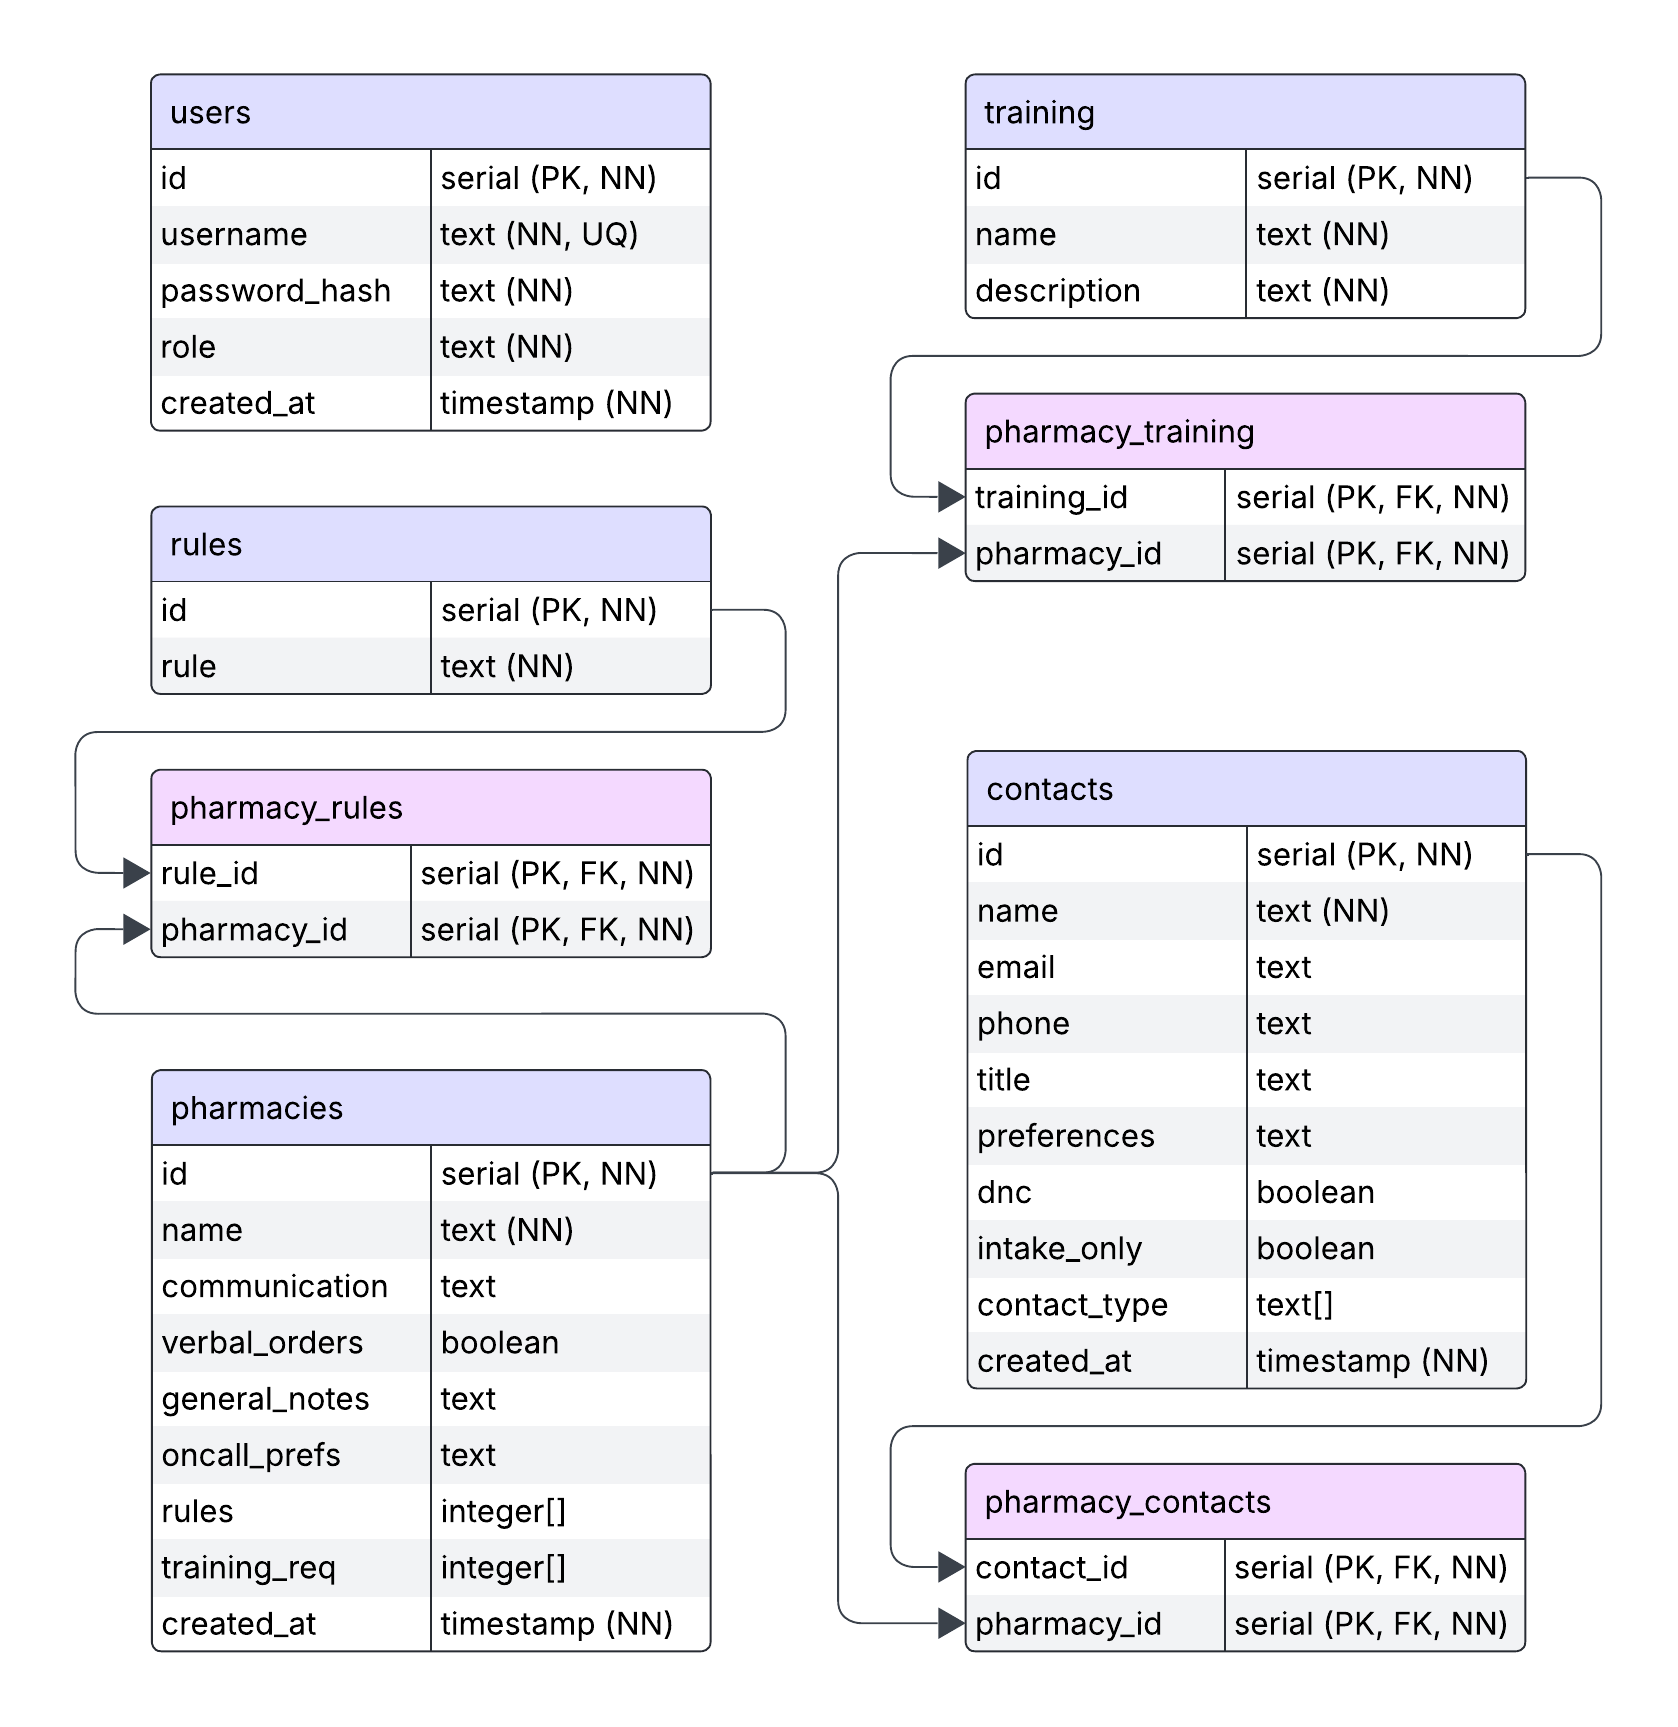 users
id serial (PK, NN)
username text (NN, UQ)
password_hash text (NN)
role text (NN)
created_at timestamp (NN)
rules
id serial (PK, NN)
rule text (NN)
pharmacy_rules
rule_id serial (PK, FK, NN)
pharmacy_id serial (PK, FK, NN)
pharmacies
id serial (PK, NN)
name text (NN)
communication text
verbal_orders boolean
general_notes text
oncall_prefs text
rules integer[]
training_req integer[]
created_at timestamp (NN)
training
id serial (PK, NN)
name text (NN)
description text (NN)
pharmacy_training
training_id serial (PK, FK, NN)
pharmacy_id serial (PK, FK, NN)
contacts
id serial (PK, NN)
name text (NN)
email text
phone text
title text
preferences text
dnc boolean
intake_only boolean
contact_type text[]
created_at timestamp (NN)
pharmacy_contacts
contact_id serial (PK, FK, NN)
pharmacy_id serial (PK, FK, NN)